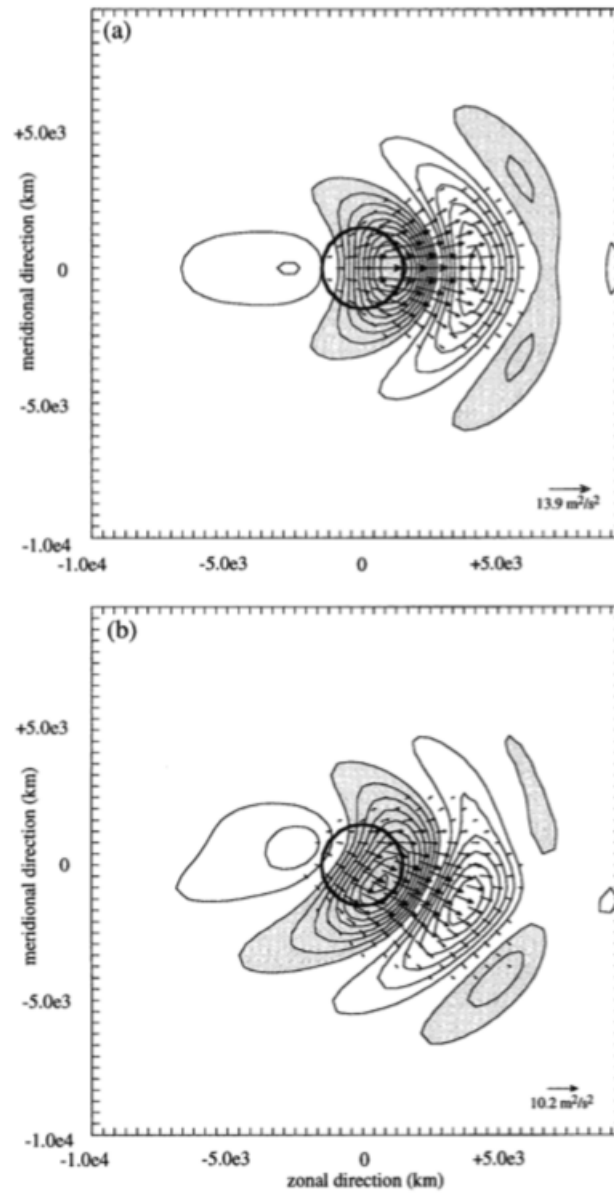 (a)
+5.0e3
meridional direction (km)
0
-5.0e3
13.9 m²/s²
-1.0e4
-1.0e4 -5.0e3 0 +5.0e3
(b)
+5.0e3
meridional direction (km)
0
-5.0e3
10.2 m²/s²
-1.0e4
-1.0e4 -5.0e3 0 +5.0e3
zonal direction (km)